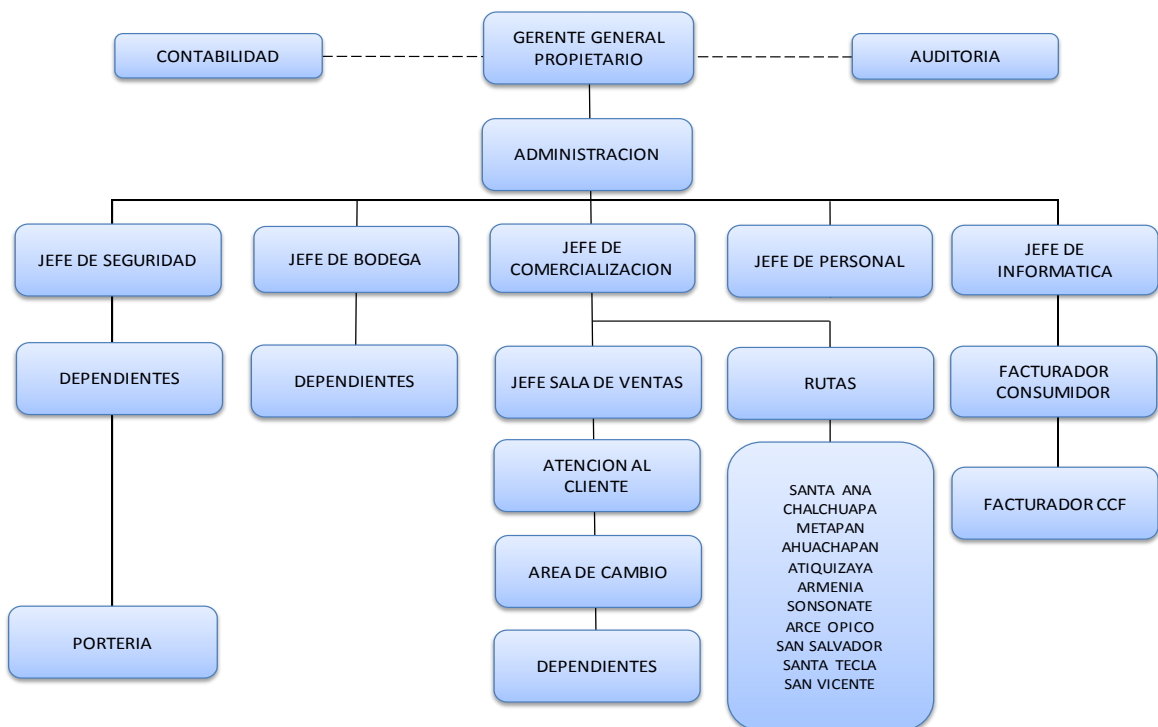 GERENTE GENERAL
PROPIETARIO
CONTABILIDAD
AUDITORIA
ADMINISTRACION
JEFE DE SEGURIDAD
JEFE DE BODEGA
JEFE DE
COMERCIALIZACION
JEFE DE PERSONAL
JEFE DE
INFORMATICA
DEPENDIENTES
DEPENDIENTES
JEFE SALA DE VENTAS
RUTAS
FACTURADOR
CONSUMIDOR
ATENCION AL
CLIENTE
SANTA ANA
CHALCHUAPA
METAPAN
AHUACHAPAN
ATIQUIZAYA
ARMENIA
SONSONATE
ARCE OPICO
SAN SALVADOR
SANTA TECLA
SAN VICENTE
FACTURADOR CCF
AREA DE CAMBIO
PORTERIA
DEPENDIENTES